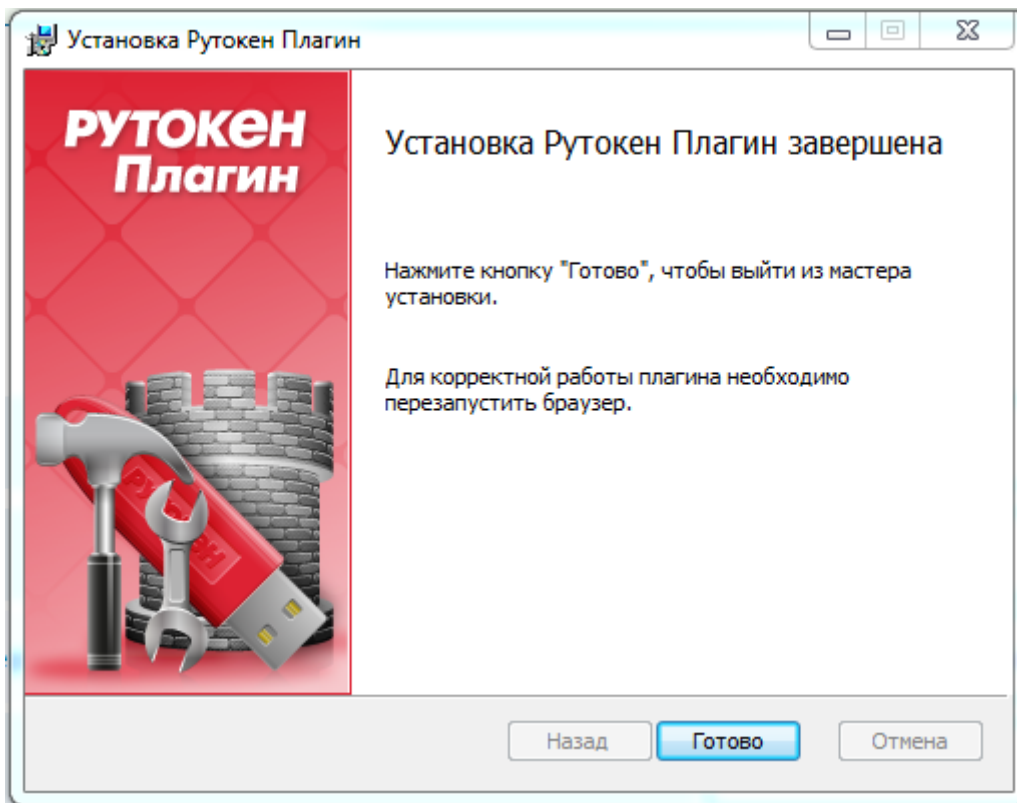 Установка Рутокен Плагин
РУТОКЕН
Плагин
Установка Рутокен Плагин завершена
Нажмите кнопку "Готово", чтобы выйти из мастера
установки.
Для корректной работы плагина необходимо
перезапустить браузер.
РУТОКЕН
Назад
Готово
Отмена